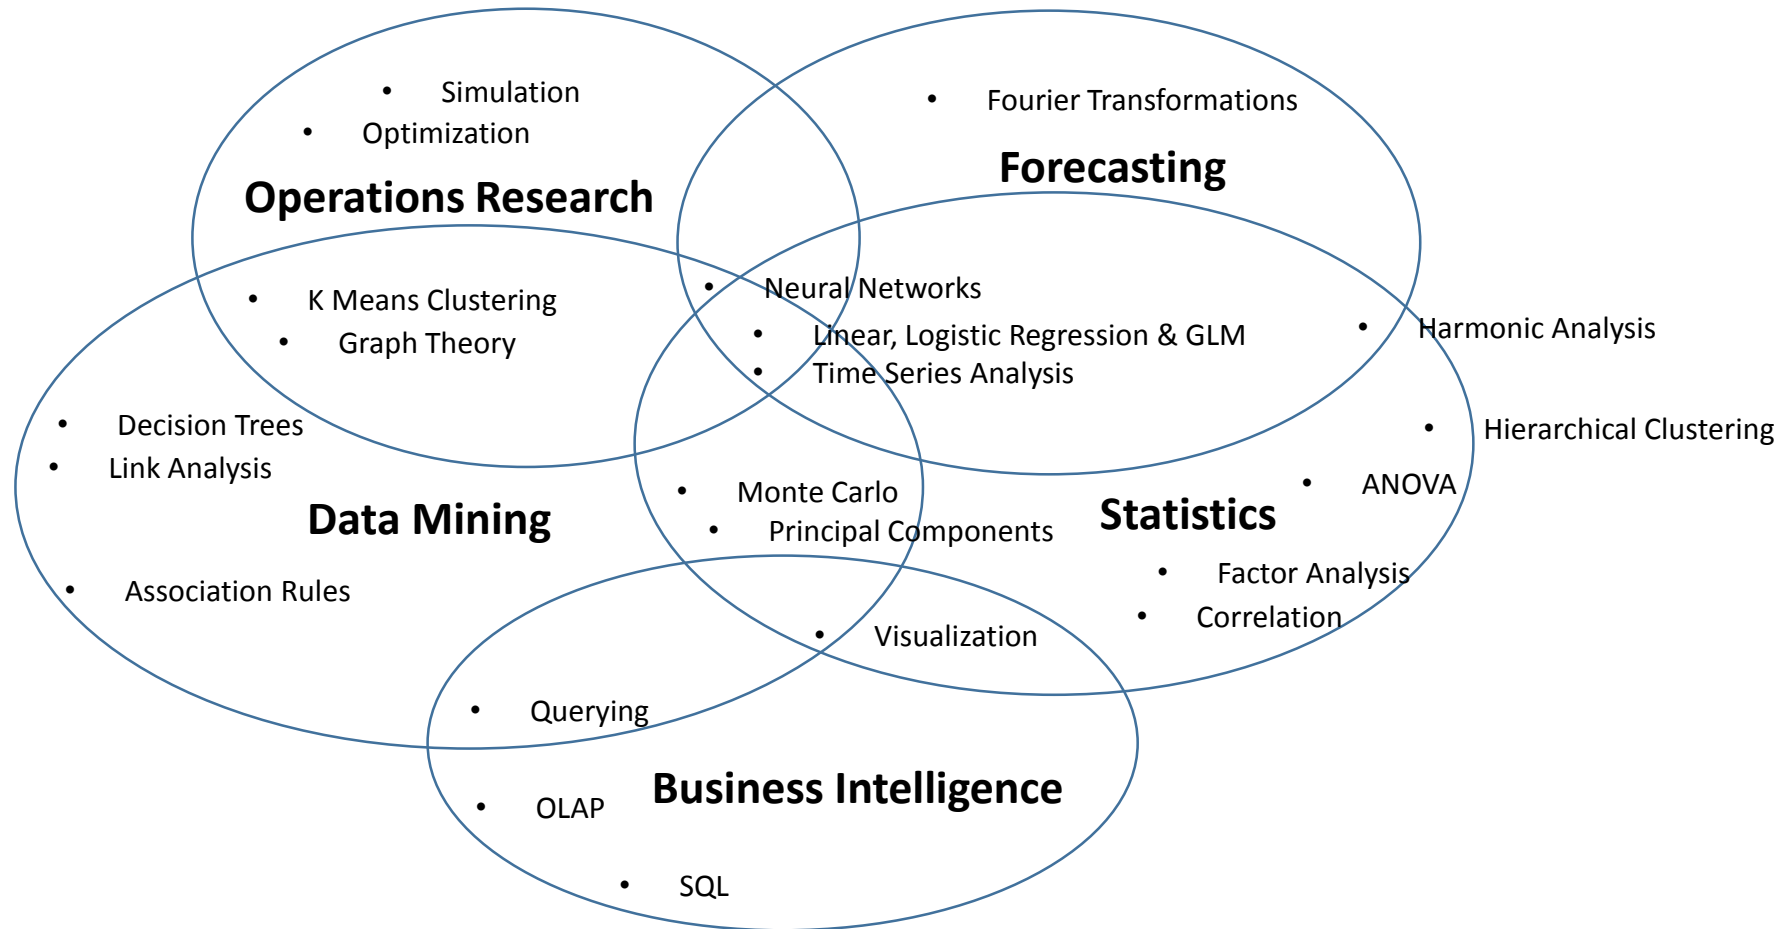 • Simulation
• Optimization
Operations Research
• Fourier Transformations
Forecasting
• K Means Clustering
• Graph Theory
• Neural Networks
• Linear, Logistic Regression & GLM
• Time Series Analysis
• Harmonic Analysis
• Decision Trees
• Link Analysis
Data Mining
• Association Rules
• Monte Carlo
• Principal Components
• Hierarchical Clustering
• ANOVA
Statistics
• Factor Analysis
• Correlation
• Visualization
• Querying
Business Intelligence
• OLAP
• SQL